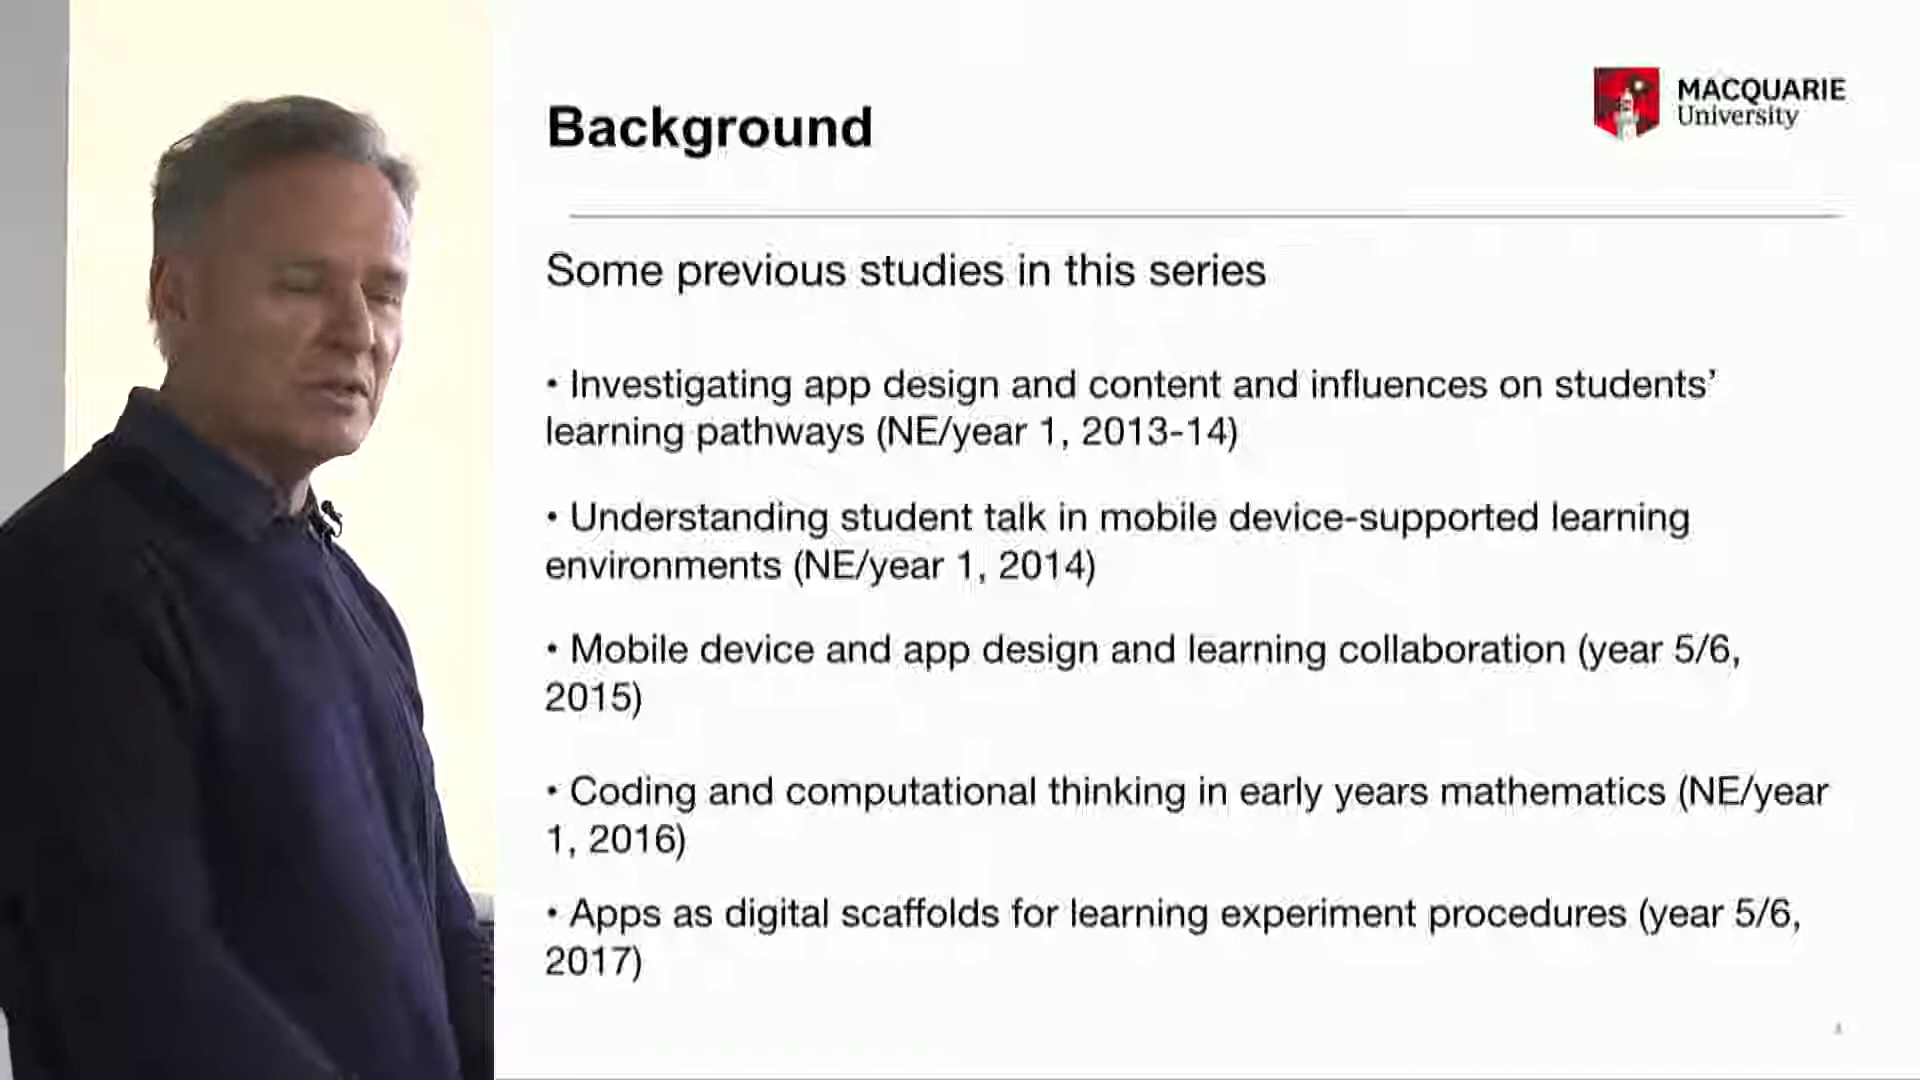 MACQUARIE
University
Background
Some previous studies in this series
• Investigating app design and content and influences on students’
learning pathways (NE/year 1, 2013-14)
• Understanding student talk in mobile device-supported learning
environments (NE/year 1, 2014)
• Mobile device and app design and learning collaboration (year 5/6,
2015)
• Coding and computational thinking in early years mathematics (NE/year
1, 2016)
• Apps as digital scaffolds for learning experiment procedures (year 5/6,
2017)